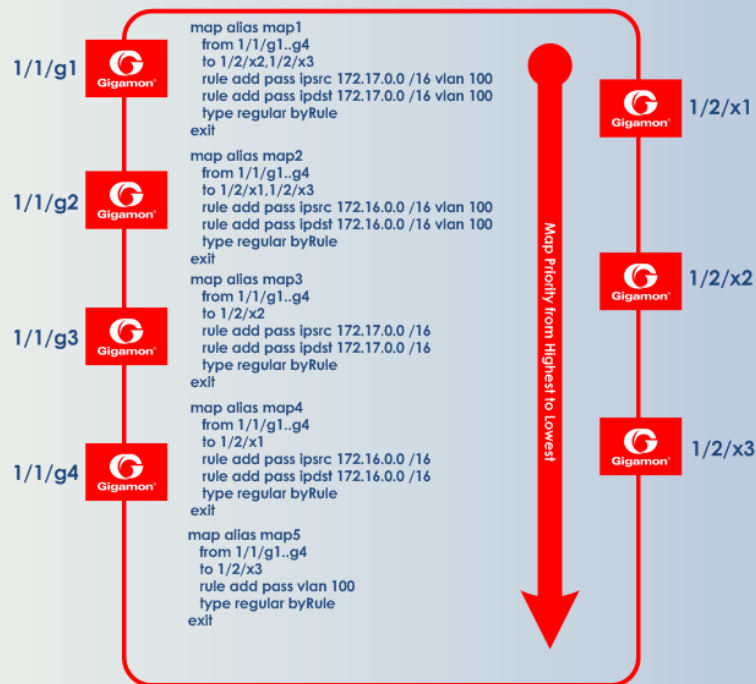 1/1/g1
Gigamon®
1/1/g2
Gigamon®
1/1/g3
Gigamon®
1/1/g4
Gigamon®
map alias map1
from 1/1/g1..g4
to 1/2/x2,1/2/x3
rule add pass ipsrc 172.17.0.0 /16 vlan 100
rule add pass ipdst 172.17.0.0 /16 vlan 100
type regular byRule
exit
map alias map2
from 1/1/g1..g4
to 1/2/x1,1/2/x3
rule add pass ipsrc 172.16.0.0 /16 vlan 100
rule add pass ipdst 172.16.0.0 /16 vlan 100
type regular byRule
exit
map alias map3
from 1/1/g1..g4
to 1/2/x2
rule add pass ipsrc 172.17.0.0 /16
rule add pass ipdst 172.17.0.0 /16
type regular byRule
exit
map alias map4
from 1/1/g1..g4
to 1/2/x1
rule add pass ipsrc 172.16.0.0 /16
rule add pass ipdst 172.16.0.0 /16
type regular byRule
exit
map alias map5
from 1/1/g1..g4
to 1/2/x3
rule add pass vlan 100
type regular byRule
exit
Map Priority from Highest to Lowest
Gigamon®
1/2/x1
Gigamon®
1/2/x2
Gigamon®
1/2/x3